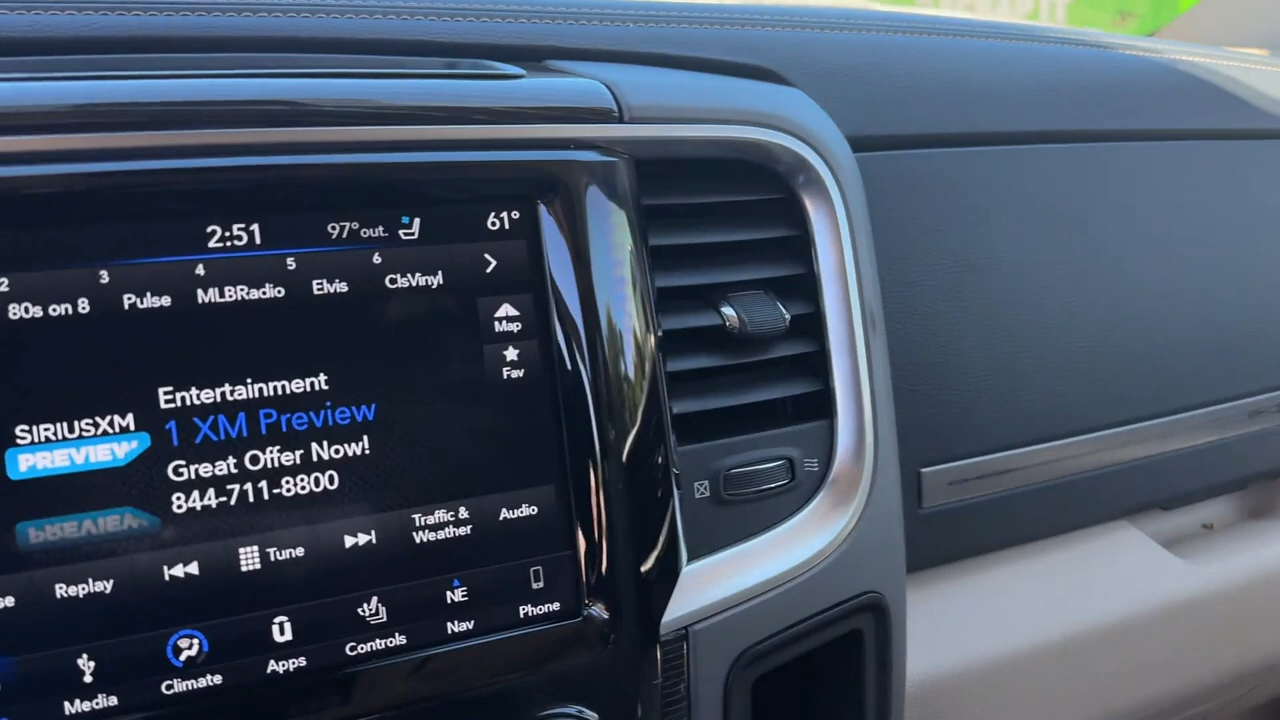 2:51 97°out. 61°
2 3 4 5 6
80s on 8 Pulse MLBRadio Elvis ClsVinyl
Map
Fav
Entertainment
SIRIUSXM
PREVIEW
1 XM Preview
Great Offer Now!
844-711-8800
Replay Tune Traffic & Weather Audio
Media Climate Apps Controls NE Nav Phone